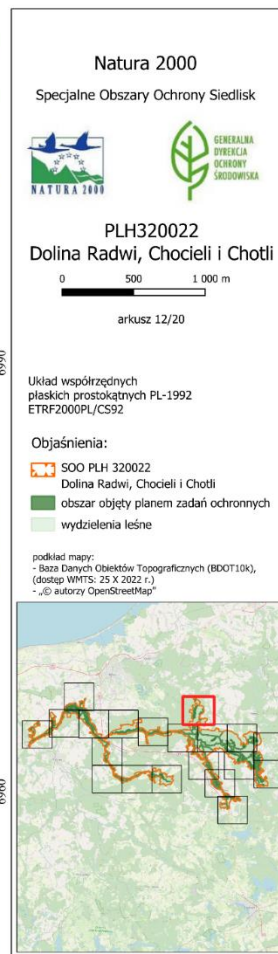 Natura 2000
Specjalne Obszary Ochrony Siedlisk
NATURA 2000
GENERALNA
DYREKCJA
OCHRONY
ŚRODOWISKA
PLH320022
Dolina Radwi, Chocieli i Chotli
0 500 1 000 m
arkusz 12/20
6990
Układ współrzędnych
płaskich prostokątnych PL-1992
ETRF2000PL/CS92
Objaśnienia:
SOO PLH 320022
Dolina Radwi, Chocieli i Chotli
obszar objęty planem zadań ochronnych
wydzielenia leśne
podkład mapy:
- Baza Danych Obiektów Topograficznych (BDOT10k),
(dostęp WMTS: 25 X 2022 r.)
- „© autorzy OpenStreetMap"
6960